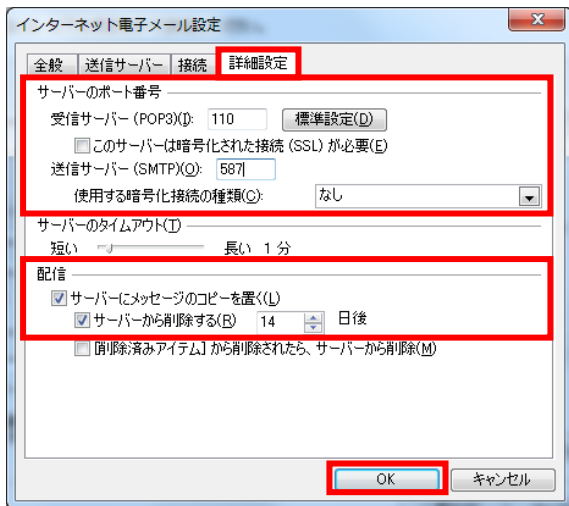 インターネット電子メール設定
全般 送信サーバー 接続 詳細設定
サーバーのポート番号
受信サーバー (POP3)(I): 110 標準設定(D)
このサーバーは暗号化された接続 (SSL) が必要(E)
送信サーバー (SMTP)(O): 587
使用する暗号化接続の種類(C): なし
サーバーのタイムアウト(T)
短い 長い 1 分
配信
サーバーにメッセージのコピーを置く(L)
サーバーから削除する(R) 14 日後
[削除済みアイテム] から削除されたら、サーバーから削除(M)
OK キャンセル